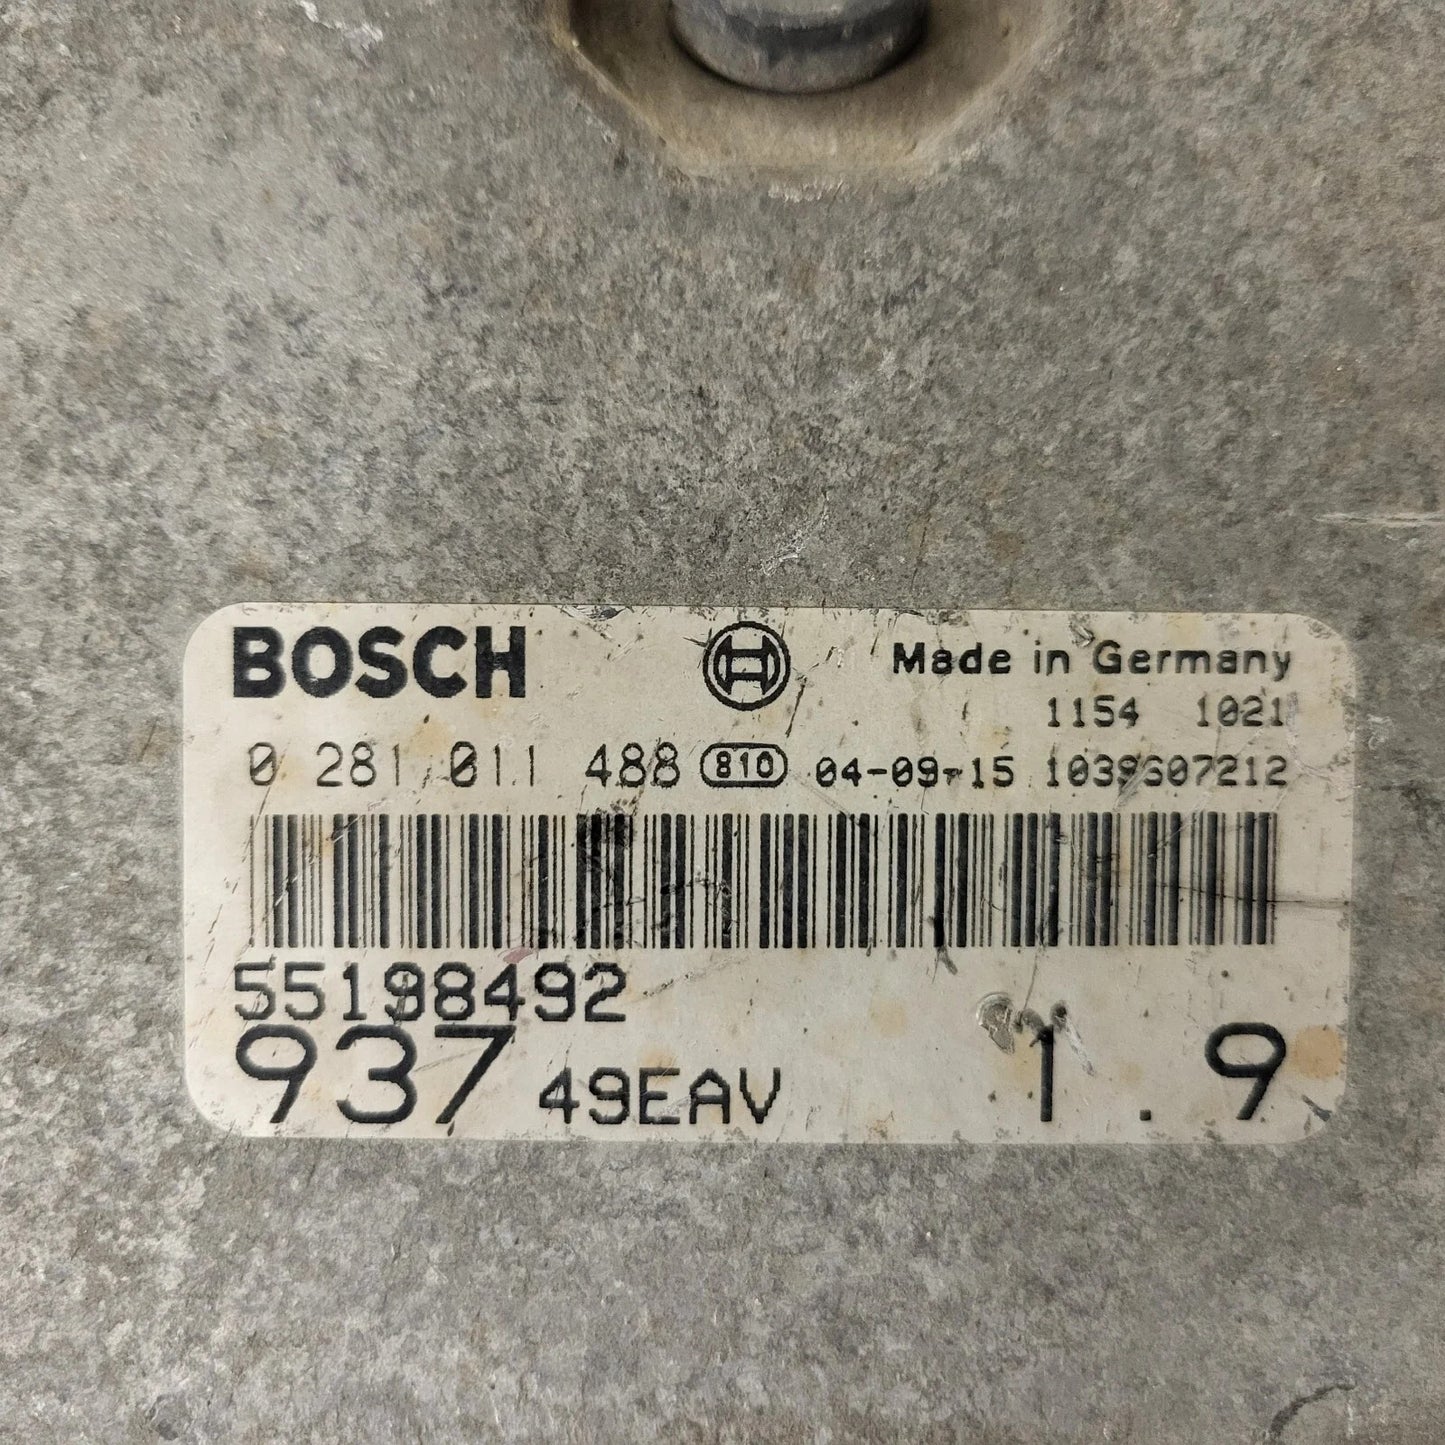 BOSCH Made in Germany
1154 1021
0 281 011 488 810 04-09-15 1039S07212
55198492
937 49EAV 1.9